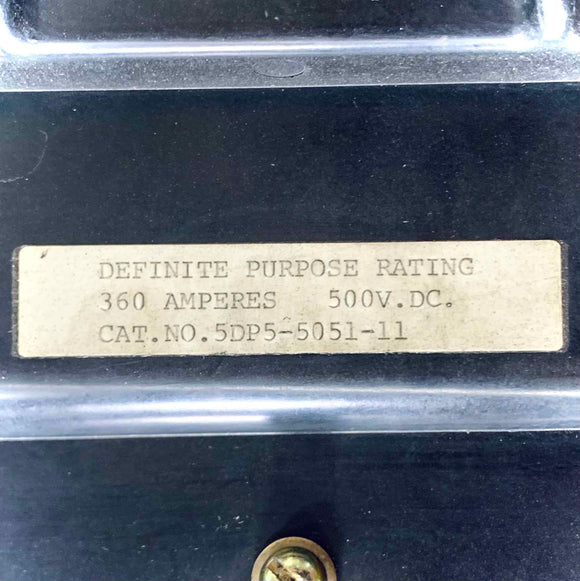 DEFINITE PURPOSE RATING
360 AMPERES 500V.DC.
CAT.NO.5DP5-5051-11